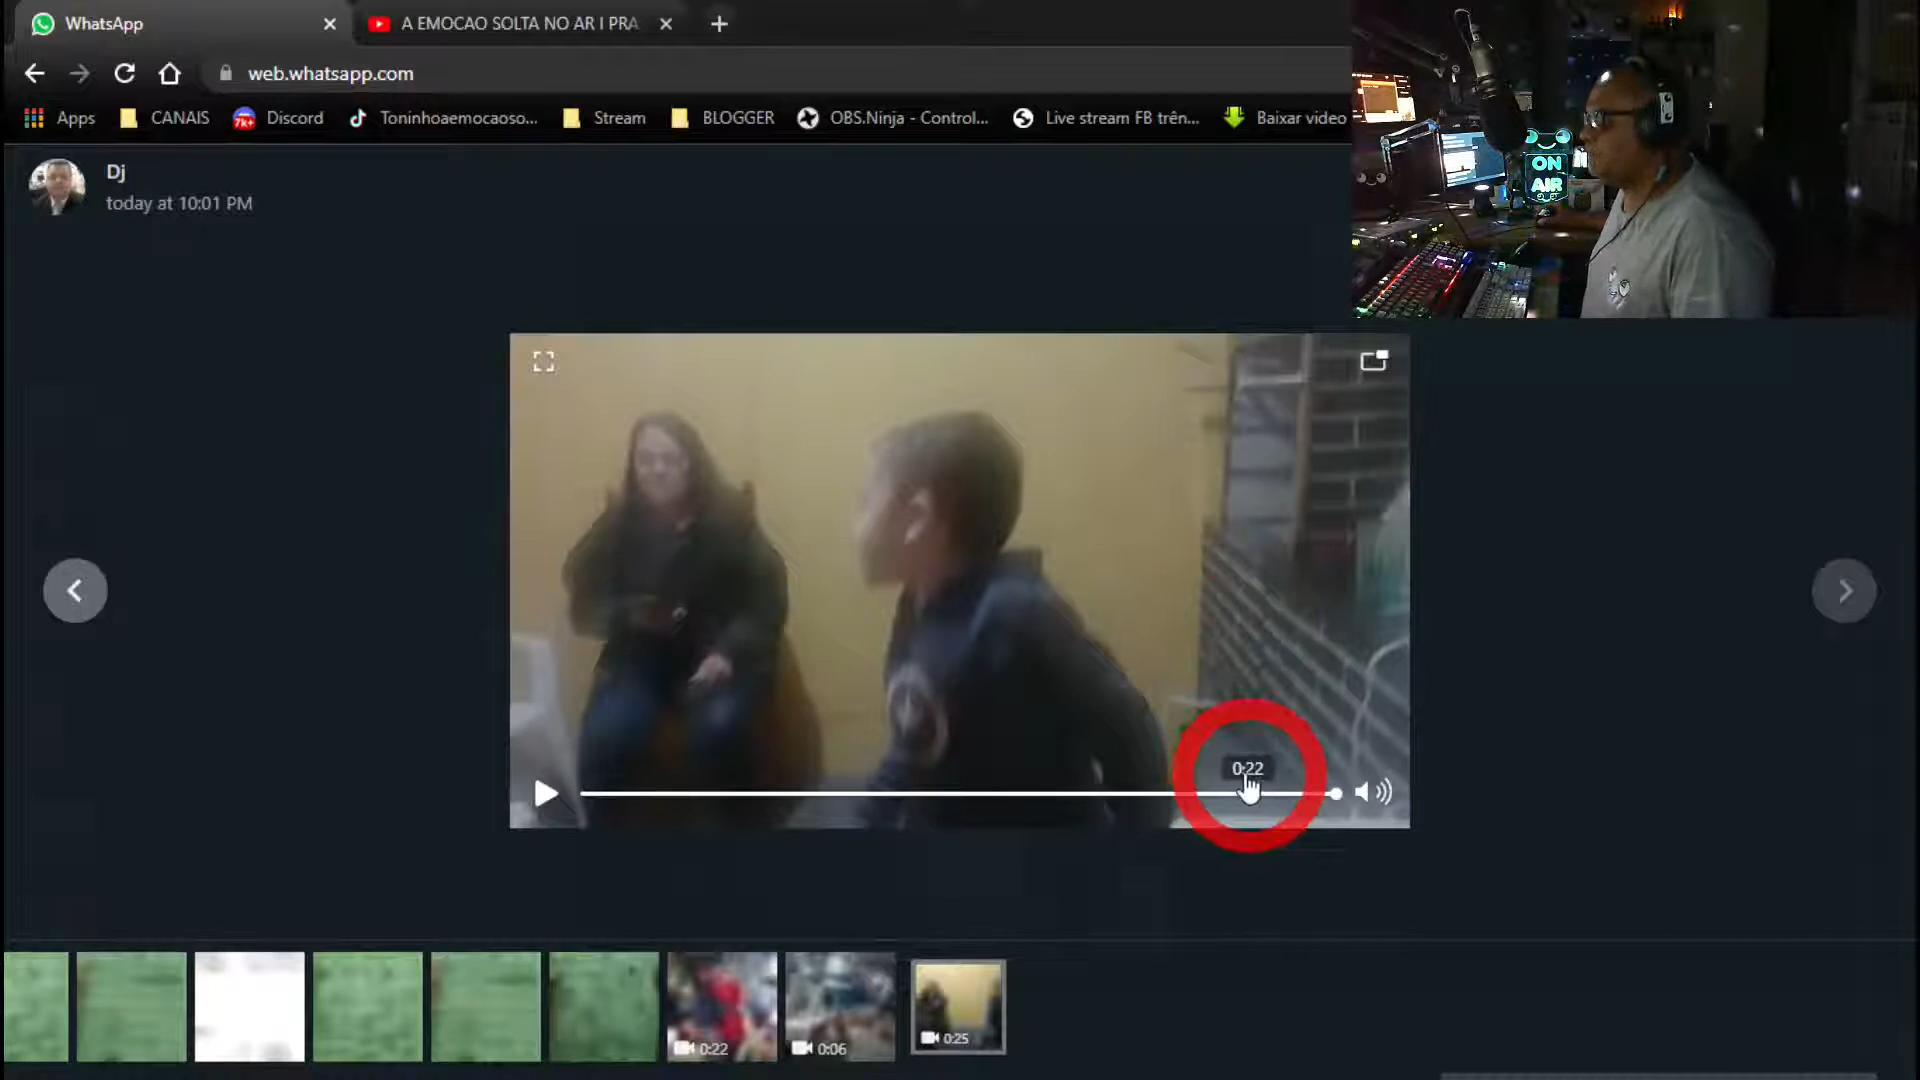 WhatsApp
A EMOCAO SOLTA NO AR I PRA
web.whatsapp.com
Apps
CANAIS
7k+
Discord
Toninhoaemocaoso...
Stream
BLOGGER
OBS.Ninja - Control...
Live stream FB trên...
Baixar video
ON
AIR
Dj
today at 10:01 PM
0:22
0:22
0:06
0:25